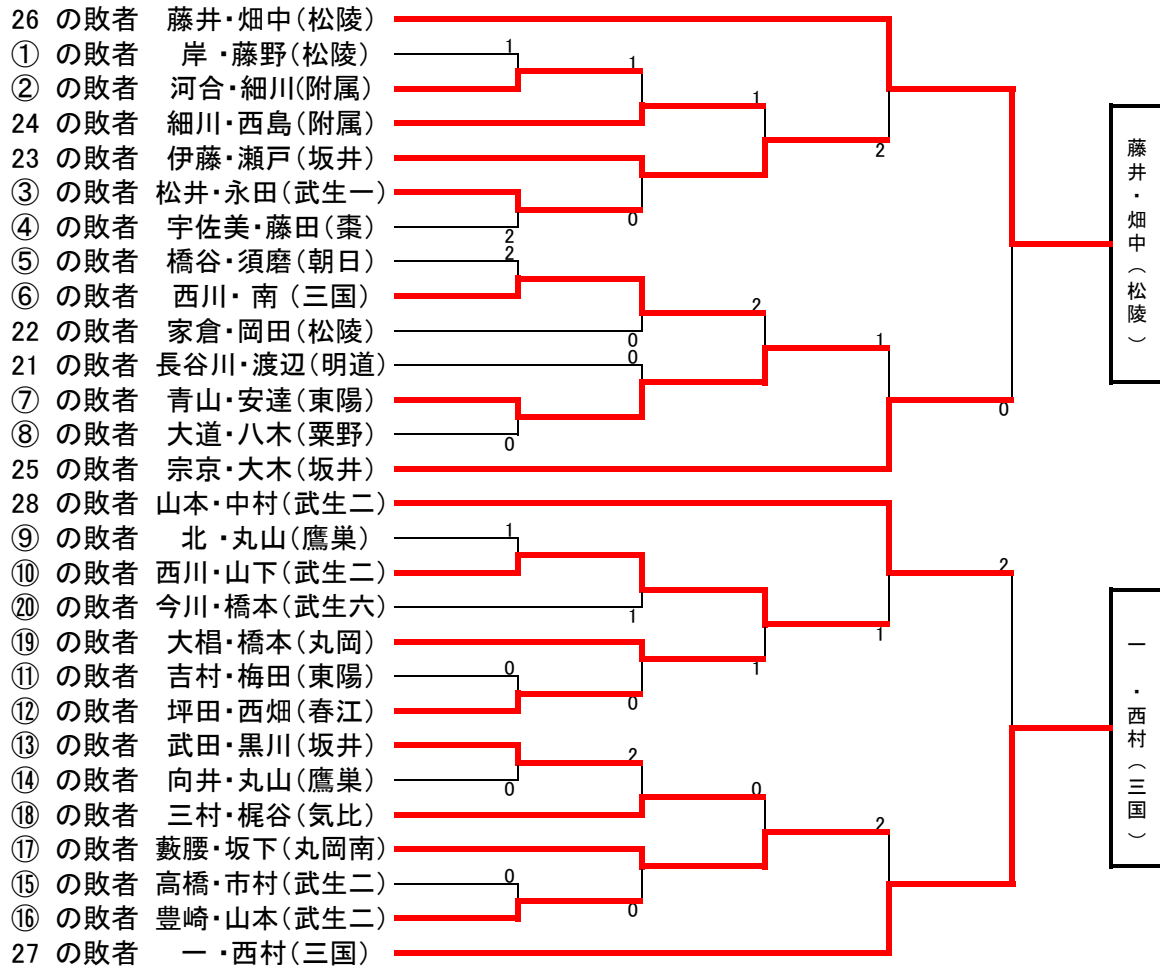 26 の敗者 藤井・畑中(松陵)
① の敗者 岸・藤野(松陵)
② の敗者 河合・細川(附属)
24 の敗者 細川・西島(附属)
23 の敗者 伊藤・瀬戸(坂井)
③ の敗者 松井・永田(武生一)
④ の敗者 宇佐美・藤田(棗)
⑤ の敗者 橋谷・須磨(朝日)
⑥ の敗者 西川・南(三国)
22 の敗者 家倉・岡田(松陵)
21 の敗者 長谷川・渡辺(明道)
⑦ の敗者 青山・安達(東陽)
⑧ の敗者 大道・八木(粟野)
25 の敗者 宗京・大木(坂井)
28 の敗者 山本・中村(武生二)
⑨ の敗者 北・丸山(鷹巣)
⑩ の敗者 西川・山下(武生二)
⑳ の敗者 今川・橋本(武生六)
⑲ の敗者 大椙・橋本(丸岡)
⑪ の敗者 吉村・梅田(東陽)
⑫ の敗者 坪田・西畑(春江)
⑬ の敗者 武田・黒川(坂井)
⑭ の敗者 向井・丸山(鷹巣)
⑱ の敗者 三村・梶谷(気比)
⑰ の敗者 藪腰・坂下(丸岡南)
⑮ の敗者 高橋・市村(武生二)
⑯ の敗者 豊崎・山本(武生二)
27 の敗者 一・西村(三国)
1
2
2
0
1
0
0
0
1
0
0
0
1
0
2
0
1
2
1
0
2
1
1
2
0
2
藤井・畑中(松陵)
一・西村(三国)